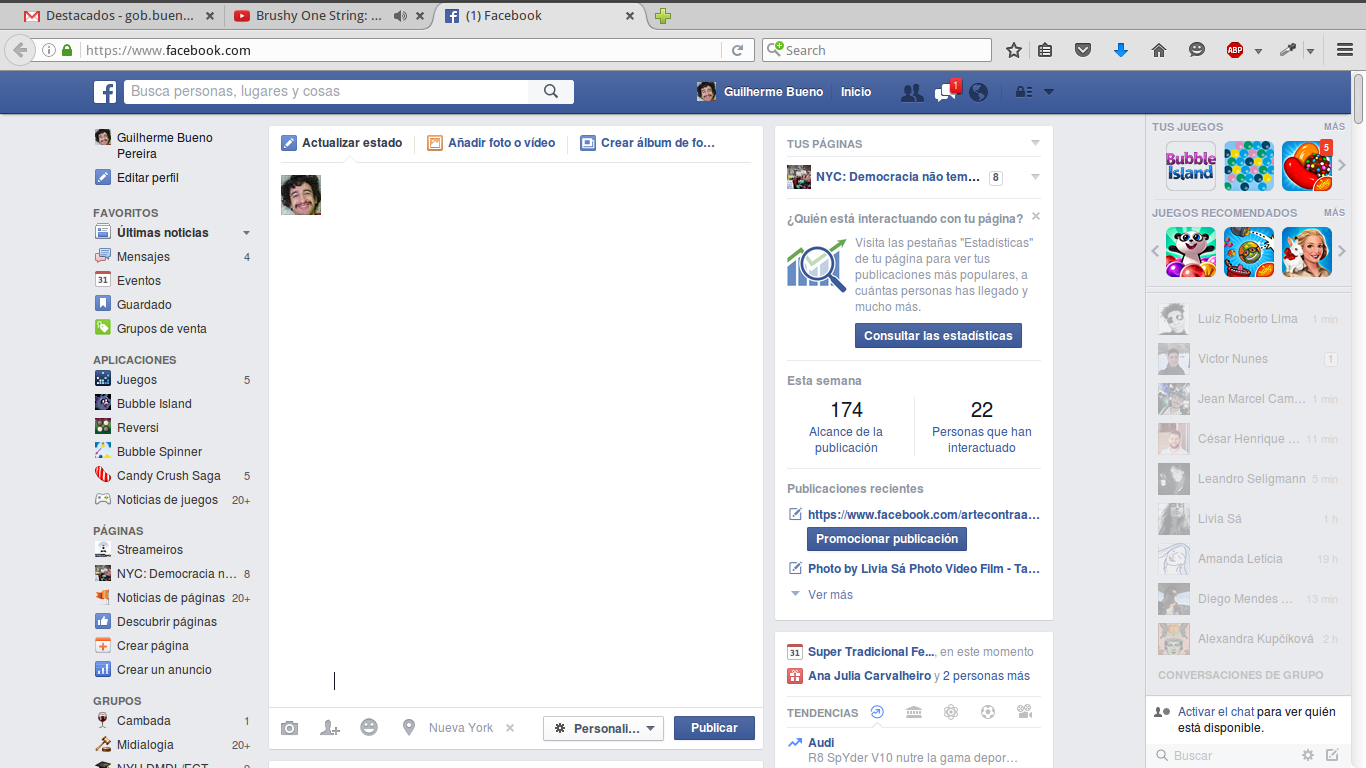 Destacados - gob.buen...
Brushy One String: ...
(1) Facebook
https://www.facebook.com
Search
ABP
Busca personas, lugares y cosas
Guilherme Bueno
Inicio
1
Guilherme Bueno
Pereira
Editar perfil
FAVORITOS
Últimas noticias
Mensajes 4
31 Eventos
Guardado
Grupos de venta
APLICACIONES
Juegos 5
Bubble Island
Reversi
Bubble Spinner
Candy Crush Saga 5
Noticias de juegos 20+
PÁGINAS
Streameiros
NYC: Democracia n... 8
Noticias de páginas 20+
Descubrir páginas
Crear página
Crear un anuncio
GRUPOS
Cambada 1
Midialogia 20+
Actualizar estado
Añadir foto o vídeo
Crear álbum de fo...
Nueva York
Personali...
Publicar
TUS PÁGINAS
NYC: Democracia não tem... 8
¿Quién está interactuando con tu página?
Visita las pestañas "Estadísticas"
de tu página para ver tus
publicaciones más populares, a
cuántas personas has llegado y
mucho más.
Consultar las estadísticas
Esta semana
174
Alcance de la
publicación
22
Personas que han
interactuado
Publicaciones recientes
https://www.facebook.com/artecontraa...
Promocionar publicación
Photo by Livia Sá Photo Video Film - Ta...
Ver más
31 Super Tradicional Fe..., en este momento
Ana Julia Carvalheiro y 2 personas más
TENDENCIAS
Audi
R8 SpYder V10 nutre la gama depor...
TUS JUEGOS MÁS
Bubble
Island
5
JUEGOS RECOMENDADOS MÁS
Luiz Roberto Lima 1 min
Victor Nunes 1
Jean Marcel Cam... 1 min
César Henrique ... 11 min
Leandro Seligmann 5 min
Livia Sá 1 h
Amanda Leticia 19 h
Diego Mendes ... 13 min
Alexandra Kupčíková 2 h
CONVERSACIONES DE GRUPO
Activar el chat para ver quién
está disponible.
Buscar